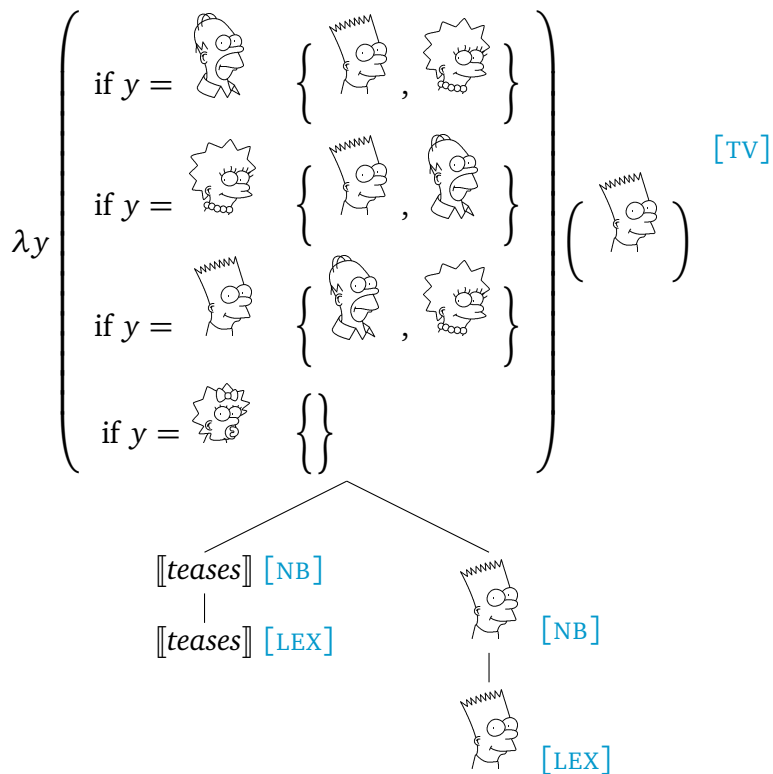 if y = { , }
[TV]
if y = { , }
λy ( ) ( )
if y = { , }
if y = {}
⟦teases⟧ [NB]
[NB]
⟦teases⟧ [LEX]
[LEX]